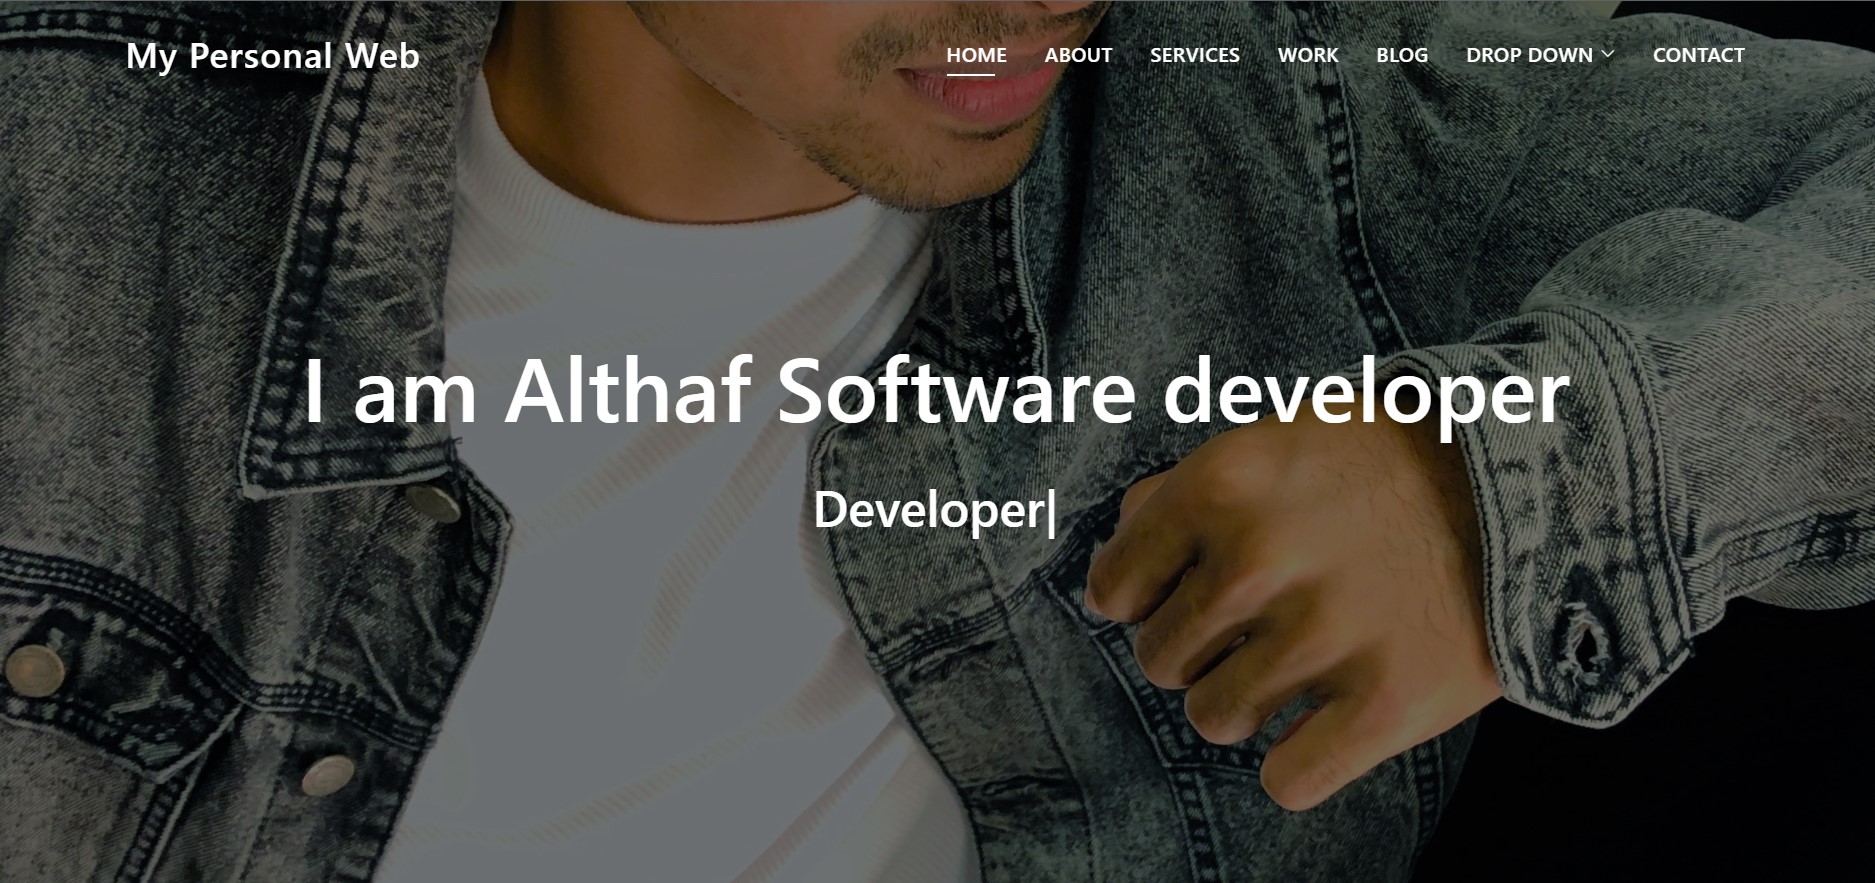 My Personal Web
HOME ABOUT SERVICES WORK BLOG DROP DOWN CONTACT
I am Althaf Software developer
Developer|